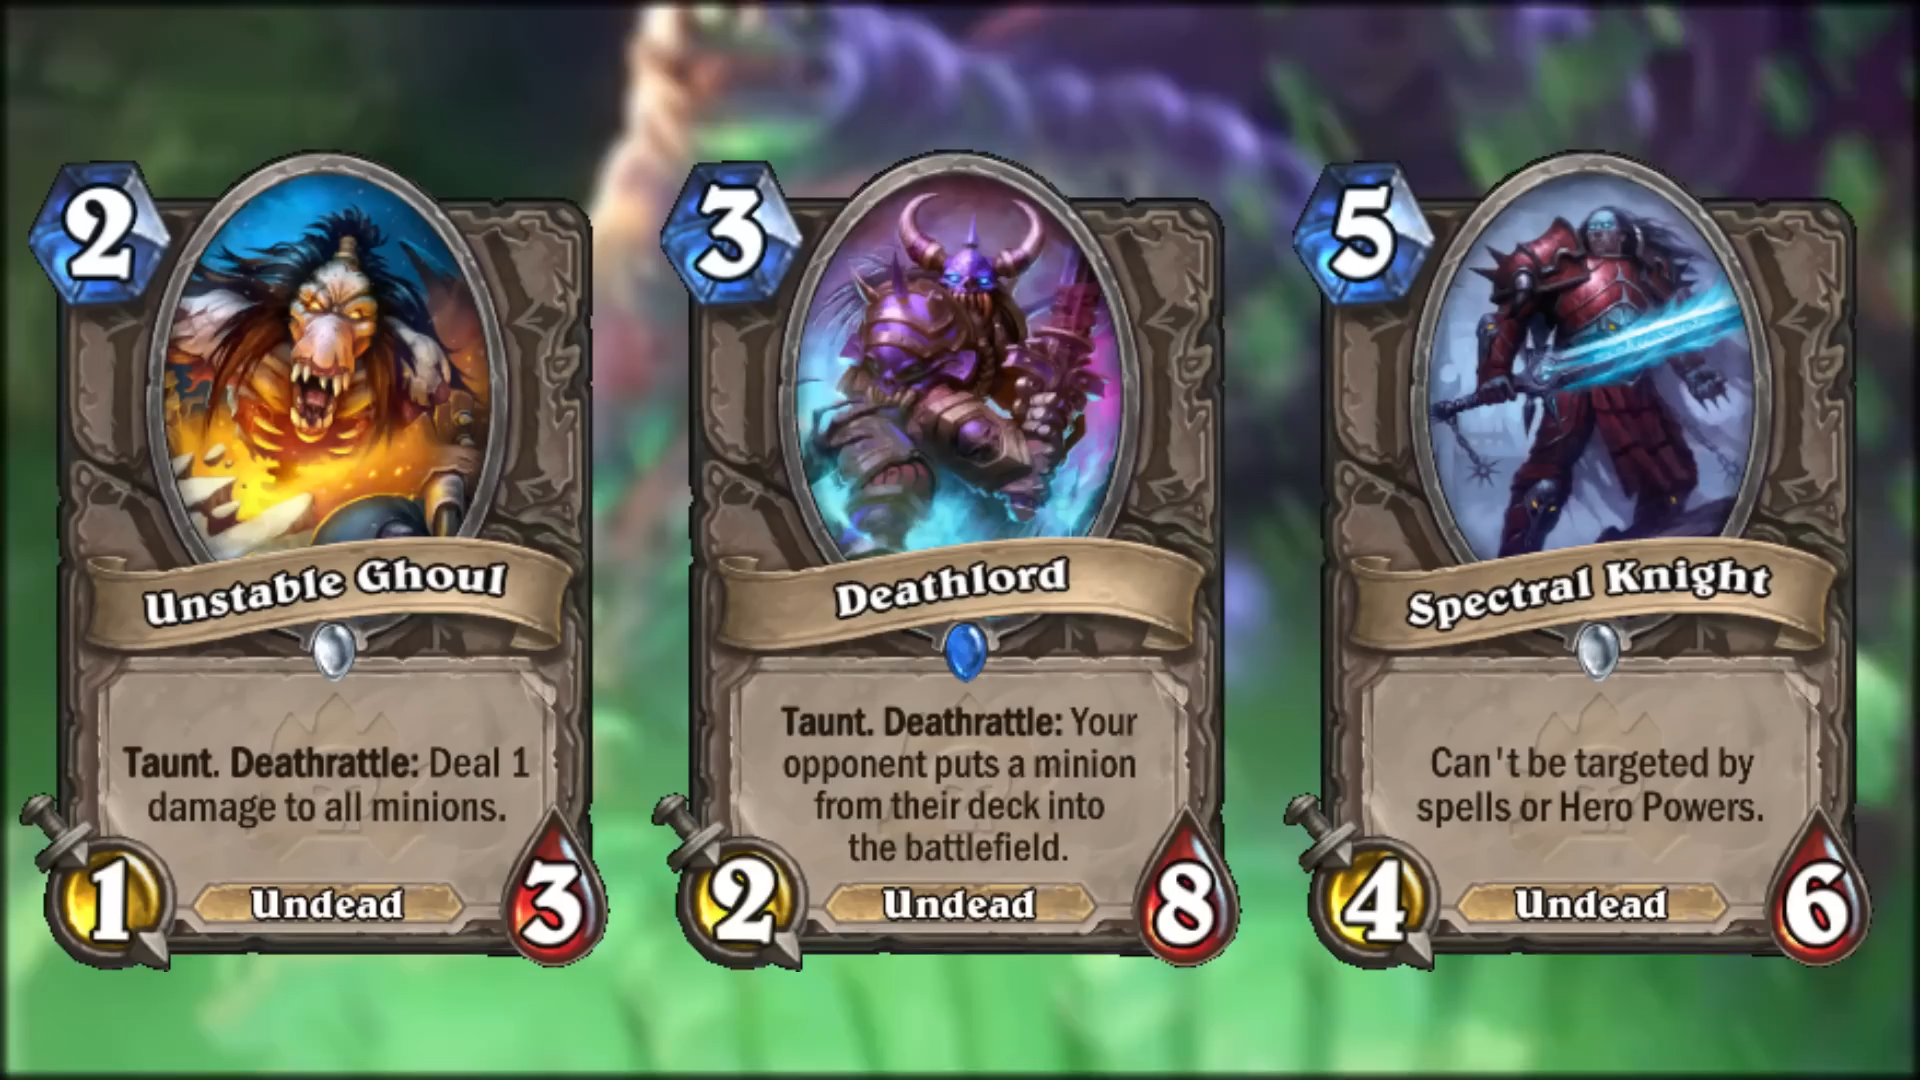 2
Unstable Ghoul
Taunt. Deathrattle: Deal 1
damage to all minions.
1
Undead
3
3
Deathlord
Taunt. Deathrattle: Your
opponent puts a minion
from their deck into
the battlefield.
2
Undead
8
5
Spectral Knight
Can't be targeted by
spells or Hero Powers.
4
Undead
6